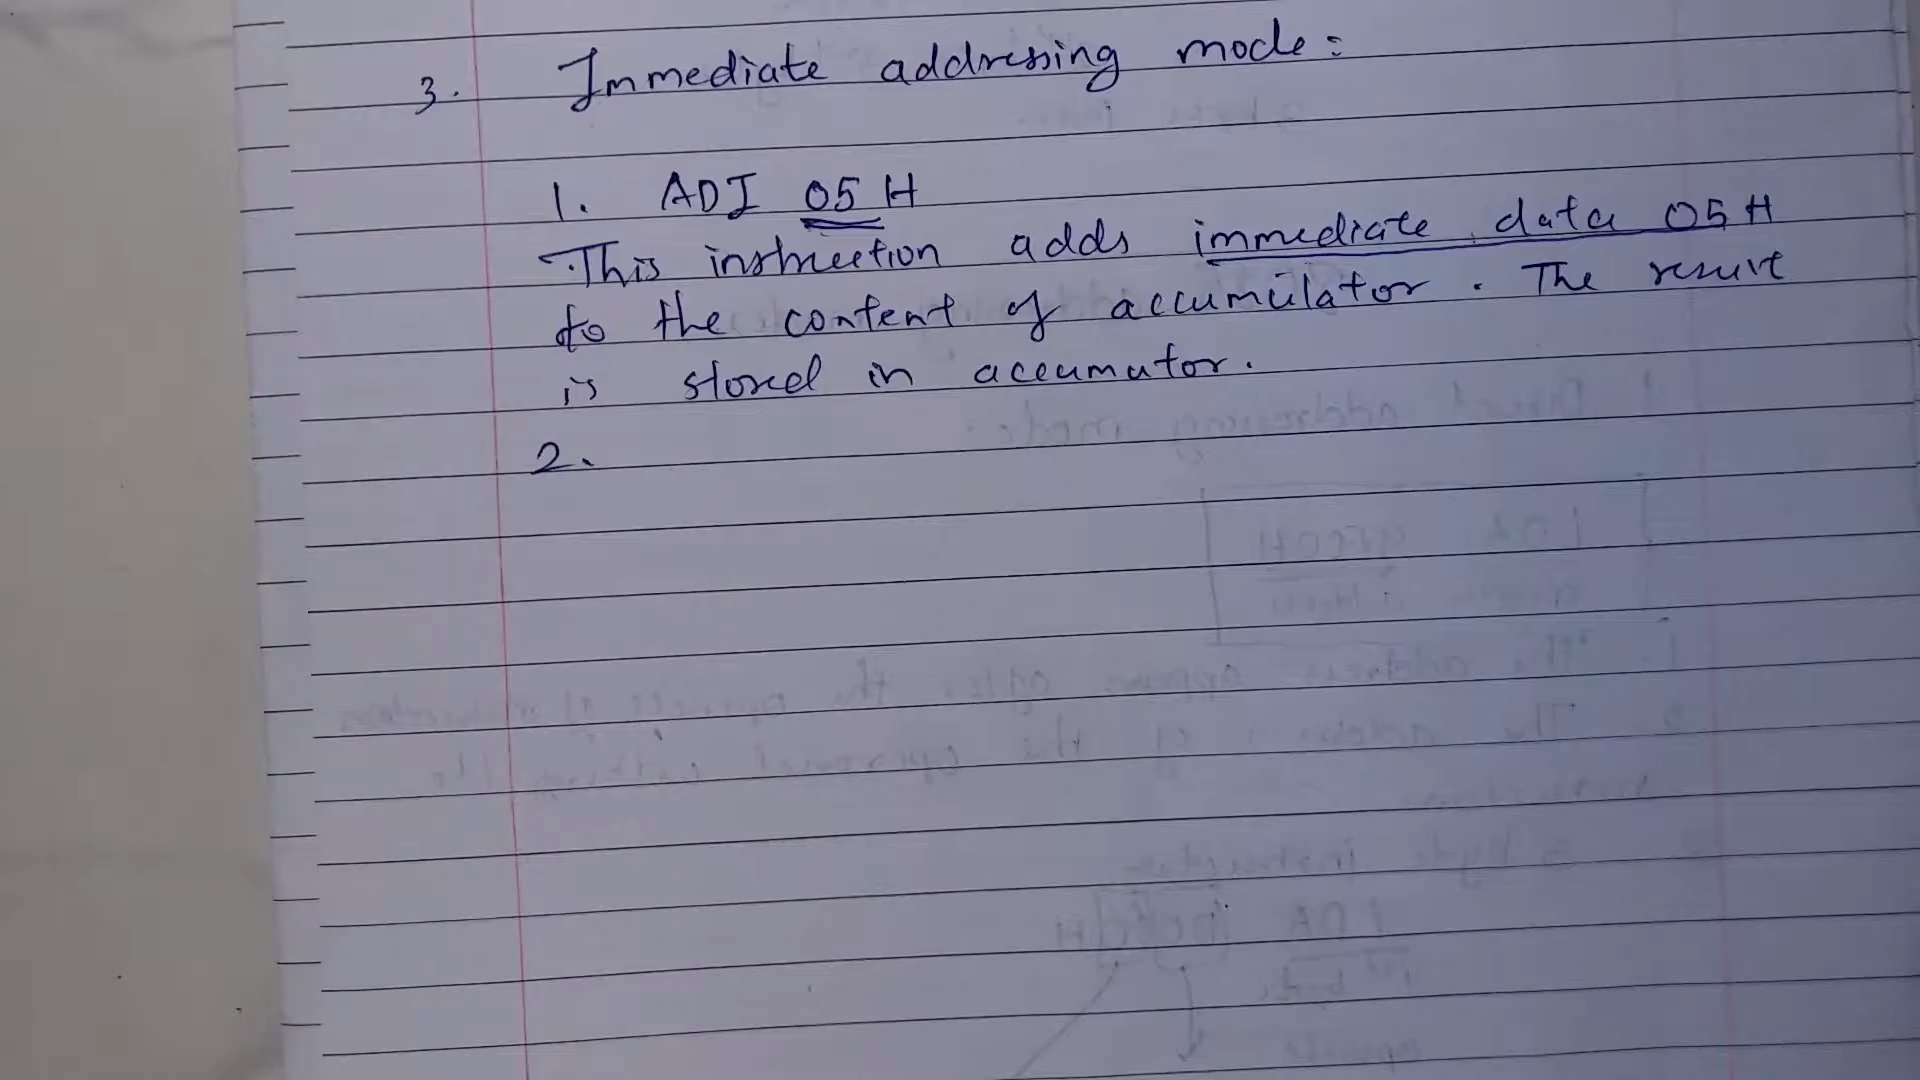 3. Immediate addressing mode:
1. ADI 05 H
This instruction adds immediate data 05 H
to the content of accumulator. The result
is stored in accumator.
2.